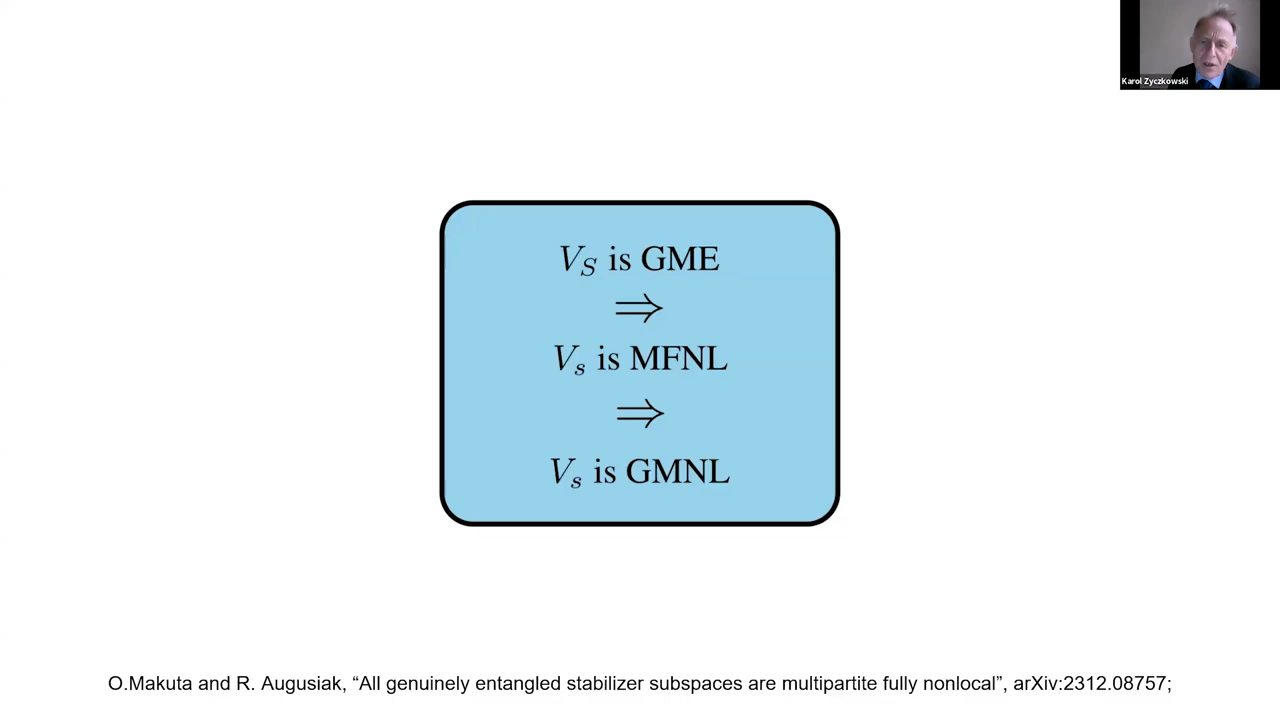 Karol Zyczkowski
V_S is GME
⇒
V_s is MFNL
⇒
V_s is GMNL
O.Makuta and R. Augusiak, “All genuinely entangled stabilizer subspaces are multipartite fully nonlocal”, arXiv:2312.08757;